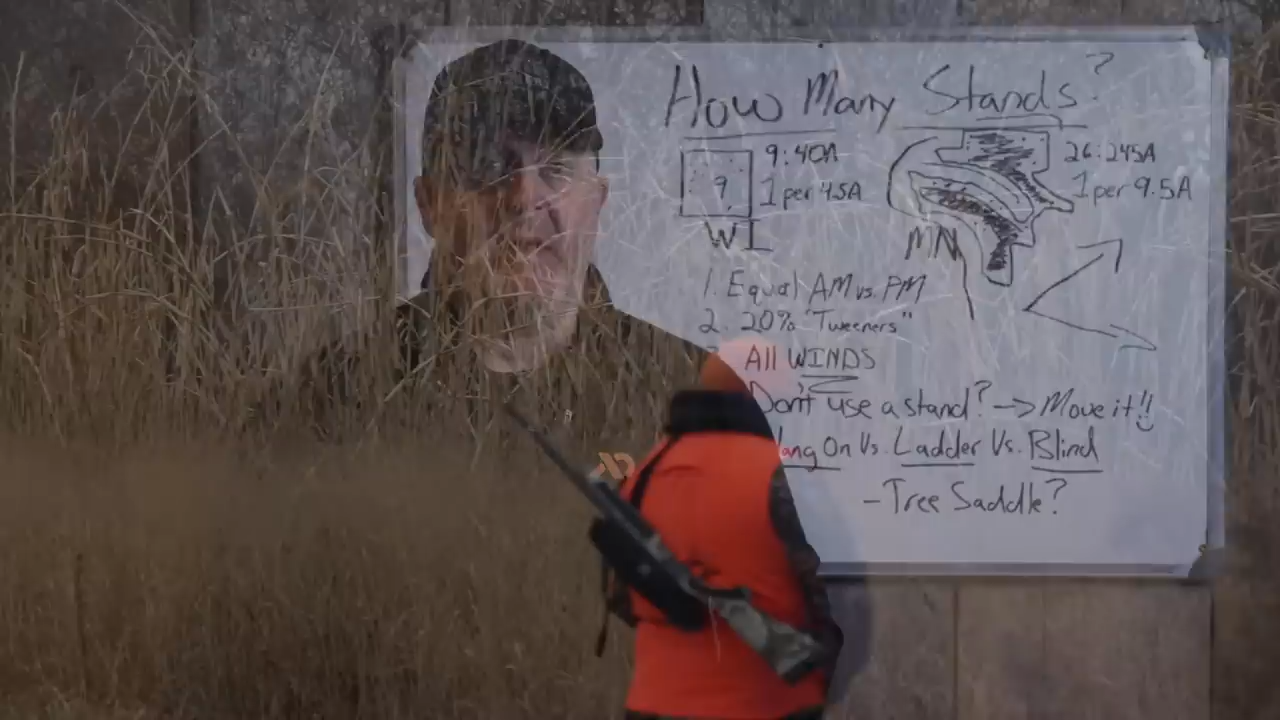 How Many Stands?
9:40A
9
1 per 4.5A
WI
26:245A
1 per 9.5A
MN
1. Equal AM vs. PM
2. 20% "Tweeners"
All WINDS
Don't use a stand? -> Move it!!
On Vs. Ladder Vs. Blind
- Tree Saddle?